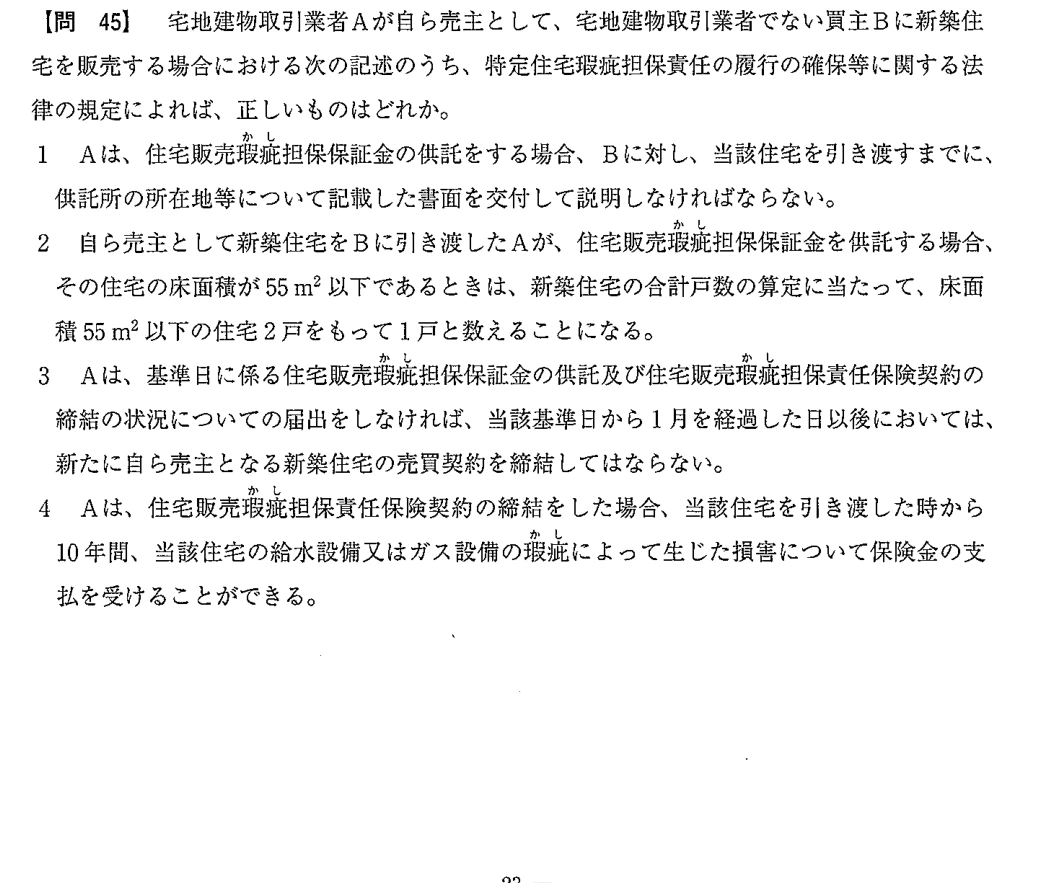 【問 45】 宅地建物取引業者Aが自ら売主として、宅地建物取引業者でない買主Bに新築住
宅を販売する場合における次の記述のうち、特定住宅瑕疵担保責任の履行の確保等に関する法
律の規定によれば、正しいものはどれか。
かし
1 Aは、住宅販売瑕疵担保保証金の供託をする場合、Bに対し、当該住宅を引き渡すまでに、
供託所の所在地等について記載した書面を交付して説明しなければならない。
かし
2 自ら売主として新築住宅をBに引き渡したAが、住宅販売瑕疵担保保証金を供託する場合、
その住宅の床面積が55m²以下であるときは、新築住宅の合計戸数の算定に当たって、床面
積55m²以下の住宅2戸をもって1戸と数えることになる。
かし かし
3 Aは、基準日に係る住宅販売瑕疵担保保証金の供託及び住宅販売瑕疵担保責任保険契約の
締結の状況についての届出をしなければ、当該基準日から1月を経過した日以後においては、
新たに自ら売主となる新築住宅の売買契約を締結してはならない。
かし
4 Aは、住宅販売瑕疵担保責任保険契約の締結をした場合、当該住宅を引き渡した時から
かし
10年間、当該住宅の給水設備又はガス設備の瑕疵によって生じた損害について保険金の支
払を受けることができる。